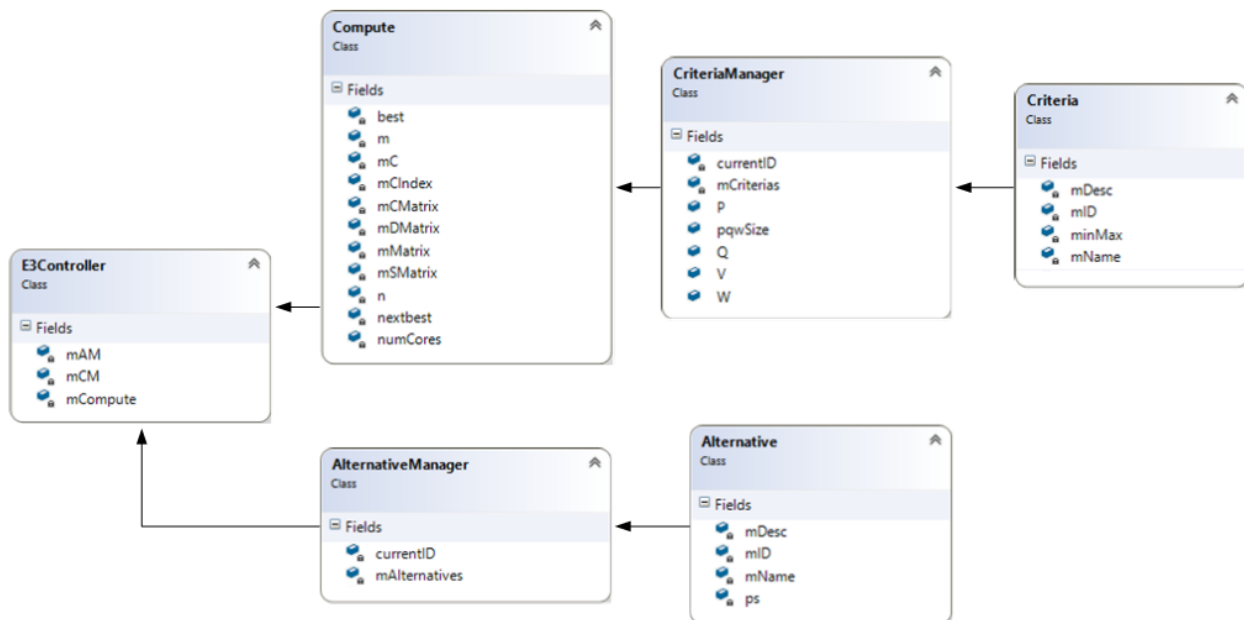 Compute
Class
Fields
best
m
mC
mCIndex
mCMatrix
mDMatrix
mMatrix
mSMatrix
n
nextbest
numCores
CriteriaManager
Class
Fields
currentID
mCriterias
P
pqwSize
Q
V
W
Criteria
Class
Fields
mDesc
mID
minMax
mName
E3Controller
Class
Fields
mAM
mCM
mCompute
AlternativeManager
Class
Fields
currentID
mAlternatives
Alternative
Class
Fields
mDesc
mID
mName
ps